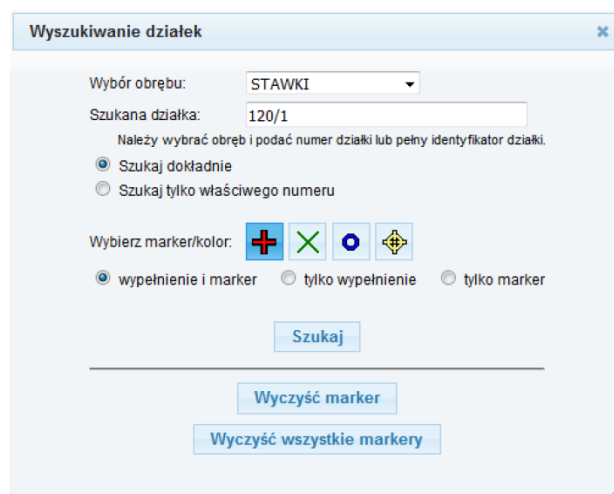 Wyszukiwanie działek
Wybór obrębu: STAWKI
Szukana działka: 120/1
Należy wybrać obręb i podać numer działki lub pełny identyfikator działki.
Szukaj dokładnie
Szukaj tylko właściwego numeru
Wybierz marker/kolor:
wypełnienie i marker tylko wypełnienie tylko marker
Szukaj
Wyczyść marker
Wyczyść wszystkie markery